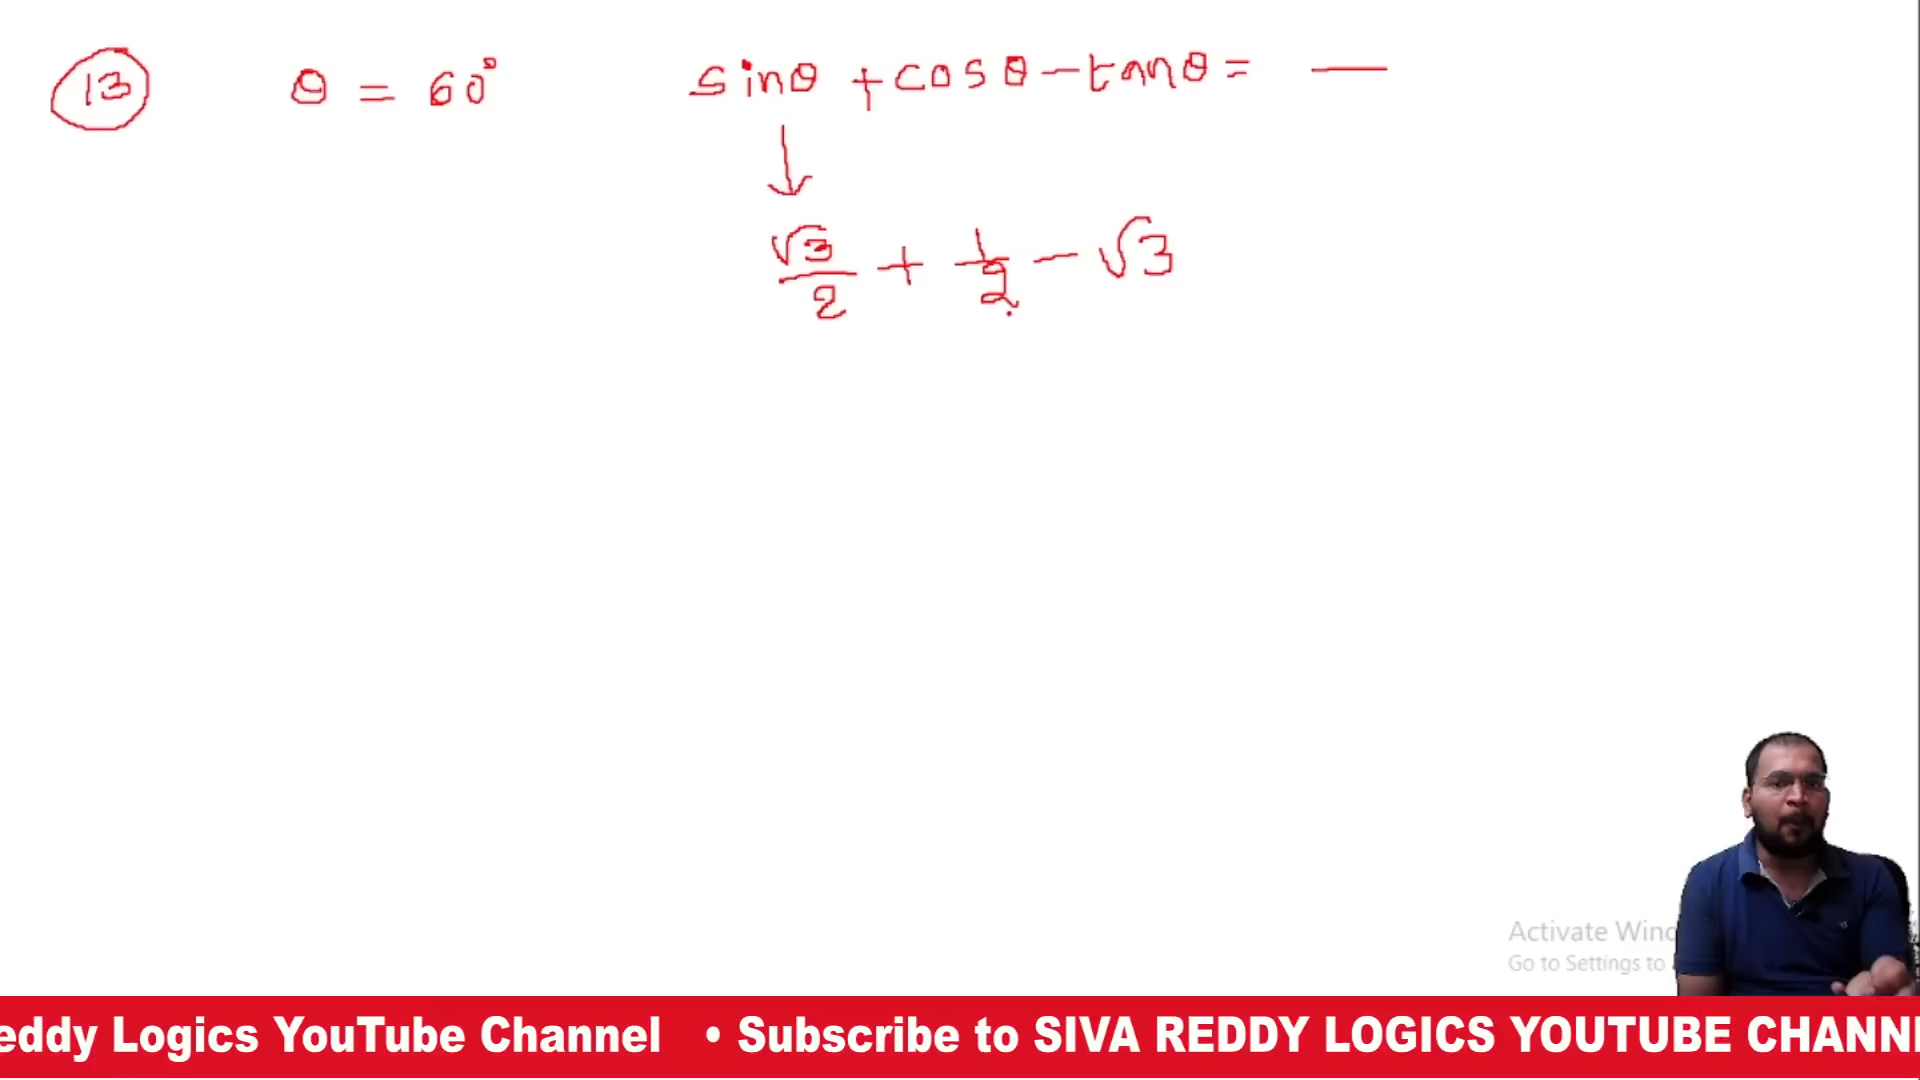 13 θ = 60° sinθ + cosθ - tanθ = —
√3/2 + 1/2 - √3
Activate Wind
Go to Settings to
eddy Logics YouTube Channel • Subscribe to SIVA REDDY LOGICS YOUTUBE CHANN